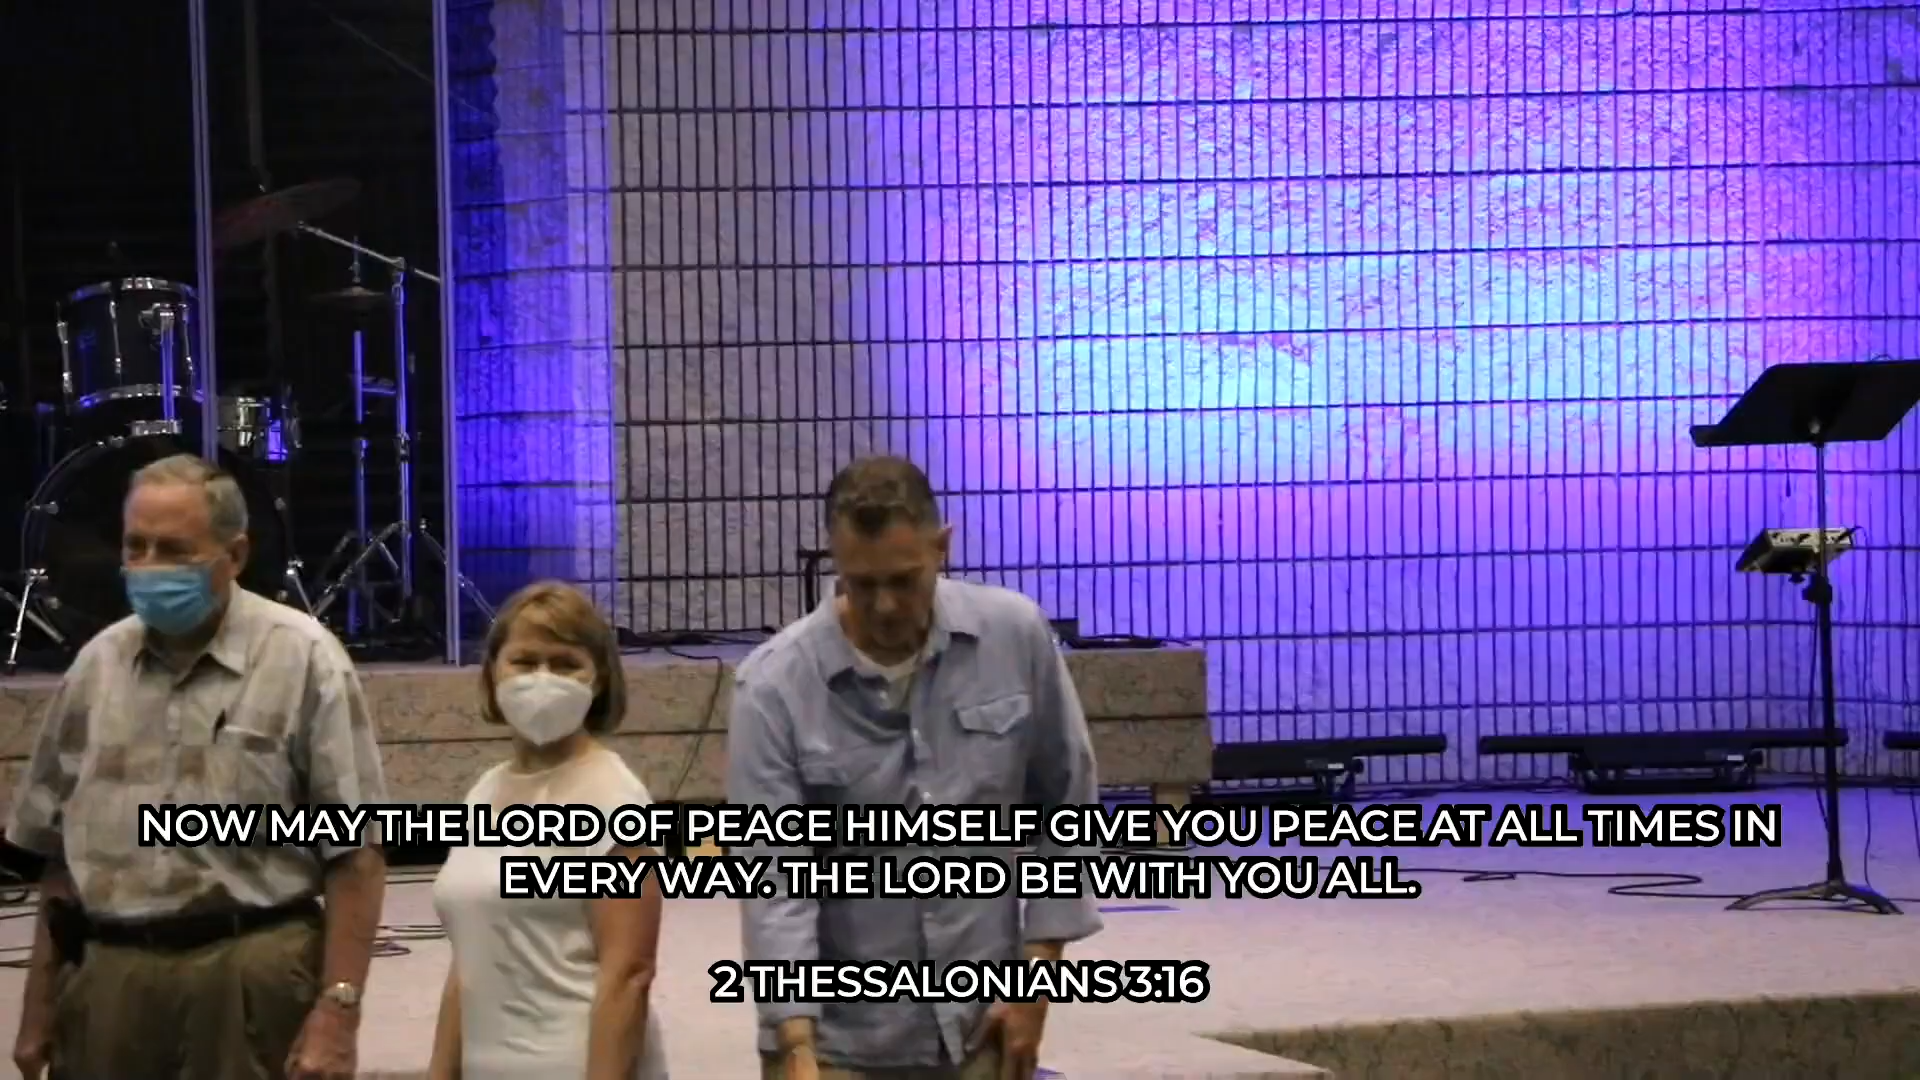 NOW MAY THE LORD OF PEACE HIMSELF GIVE YOU PEACE AT ALL TIMES IN
EVERY WAY. THE LORD BE WITH YOU ALL.
2 THESSALONIANS 3:16